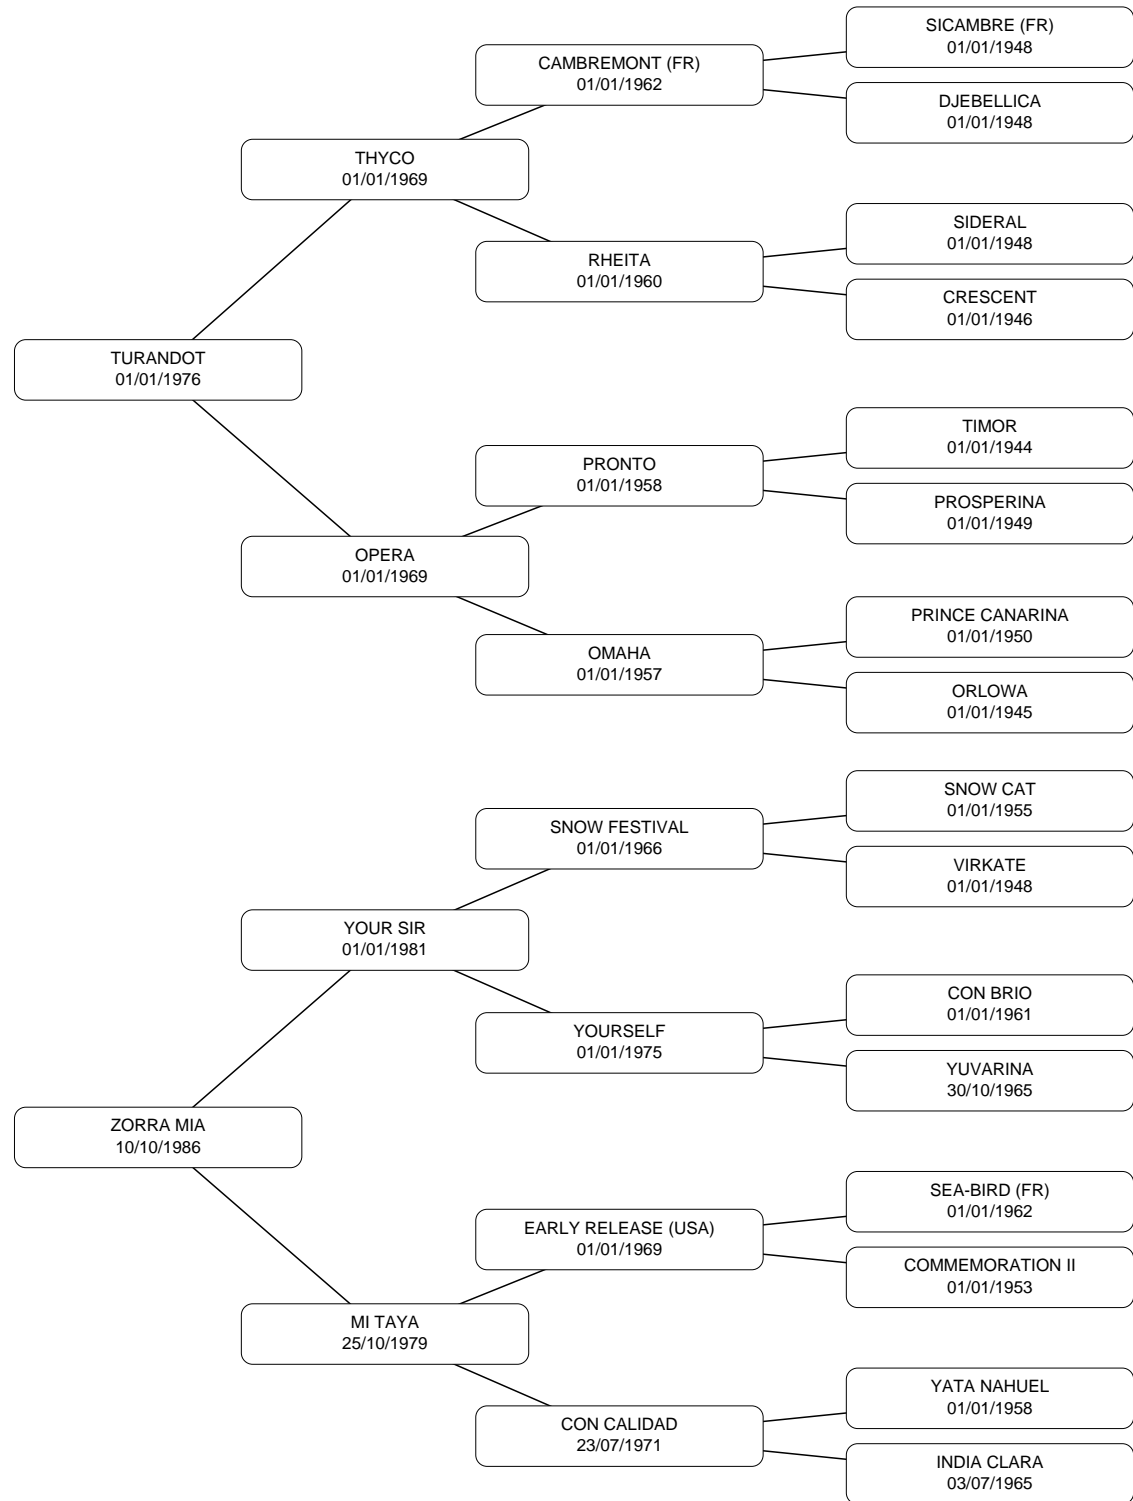 SICAMBRE (FR)
01/01/1948
CAMBREMONT (FR)
01/01/1962
DJEBELLICA
01/01/1948
THYCO
01/01/1969
SIDERAL
01/01/1948
RHEITA
01/01/1960
CRESCENT
01/01/1946
TURANDOT
01/01/1976
TIMOR
01/01/1944
PRONTO
01/01/1958
PROSPERINA
01/01/1949
OPERA
01/01/1969
PRINCE CANARINA
01/01/1950
OMAHA
01/01/1957
ORLOWA
01/01/1945
SNOW CAT
01/01/1955
SNOW FESTIVAL
01/01/1966
VIRKATE
01/01/1948
YOUR SIR
01/01/1981
CON BRIO
01/01/1961
YOURSELF
01/01/1975
YUVARINA
30/10/1965
ZORRA MIA
10/10/1986
SEA-BIRD (FR)
01/01/1962
EARLY RELEASE (USA)
01/01/1969
COMMEMORATION II
01/01/1953
MI TAYA
25/10/1979
YATA NAHUEL
01/01/1958
CON CALIDAD
23/07/1971
INDIA CLARA
03/07/1965